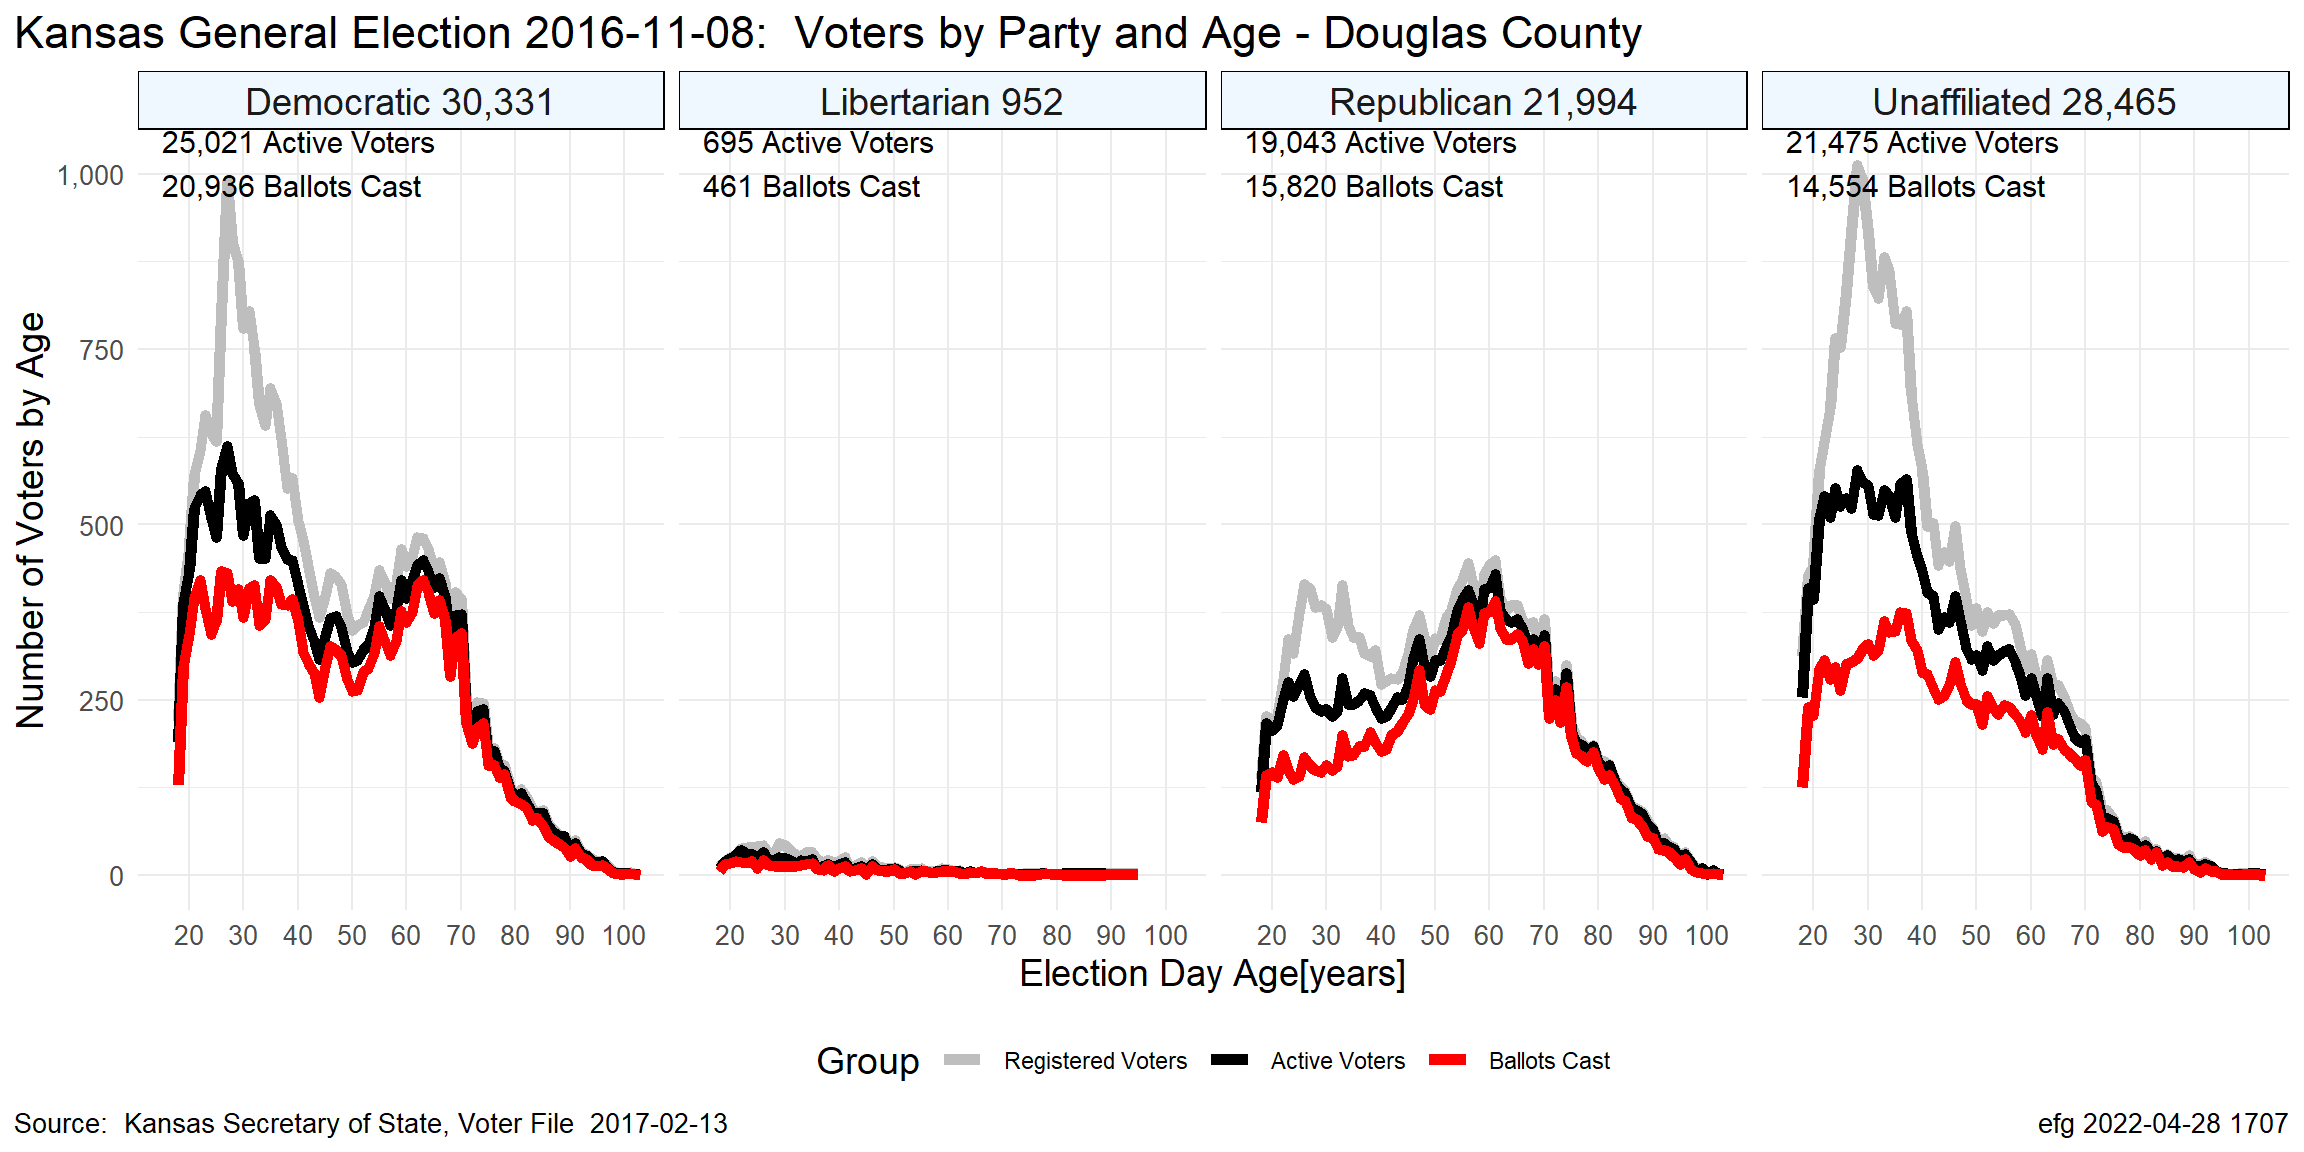 Kansas General Election 2016-11-08:  Voters by Party and Age - Douglas County
Democratic 30,331
Libertarian 952
Republican 21,994
Unaffiliated 28,465
25,021 Active Voters
20,936 Ballots Cast
695 Active Voters
461 Ballots Cast
19,043 Active Voters
15,820 Ballots Cast
21,475 Active Voters
14,554 Ballots Cast
Number of Voters by Age
1,000
750
500
250
0
20 30 40 50 60 70 80 90 100
20 30 40 50 60 70 80 90 100
20 30 40 50 60 70 80 90 100
20 30 40 50 60 70 80 90 100
Election Day Age[years]
Group Registered Voters Active Voters Ballots Cast
Source:  Kansas Secretary of State, Voter File  2017-02-13
efg 2022-04-28 1707